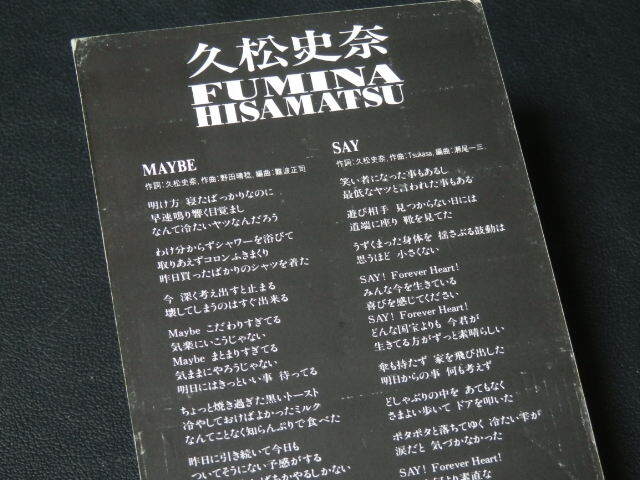 久松史奈
FUMINA
HISAMATSU
MAYBE
作詞:久松史奈, 作曲:野田晴稔, 編曲:難波正司
明け方 寝たばっかりなのに
早速鳴り響く目覚まし
なんて冷たいヤツなんだろう
わけ分からずシャワーを浴びて
取りあえずコロンふきまくり
昨日買ったばかりのシャツを着た
今 深く考え出すと止まる
壊してしまうのはすぐ出来る
Maybe こだわりすぎてる
気楽にいこうじゃない
Maybe まとまりすぎてる
気ままにやろうじゃない
明日にはきっといい事 待ってる
ちょっと焼き過ぎた黒いトースト
冷やしておけばよかったミルク
なんてことなく知らんぷりで食べた
昨日に引き続いて今日も
ついてそうにない予感がする
SAY
作詞:久松史奈, 作曲:Tsukasa, 編曲:瀬尾一三
笑い者になった事もあるし
最低なヤツと言われた事もある
遊び相手 見つからない日には
道端に座り 靴を見てた
うずくまった身体を 揺さぶる鼓動は
思うほど 小さくない
SAY! Forever Heart!
みんな今を生きている
喜びを感じてください
SAY! Forever Heart!
どんな国宝よりも 今君が
生きてる方がずっと素晴らしい
傘も持たず 家を飛び出した
明日からの事 何も考えず
どしゃぶりの中を あてもなく
さまよい歩いて ドアを叩いた
ポタポタと落ちてゆく 冷たい雫が
涙だと 気づかなかった
SAY! Forever Heart!